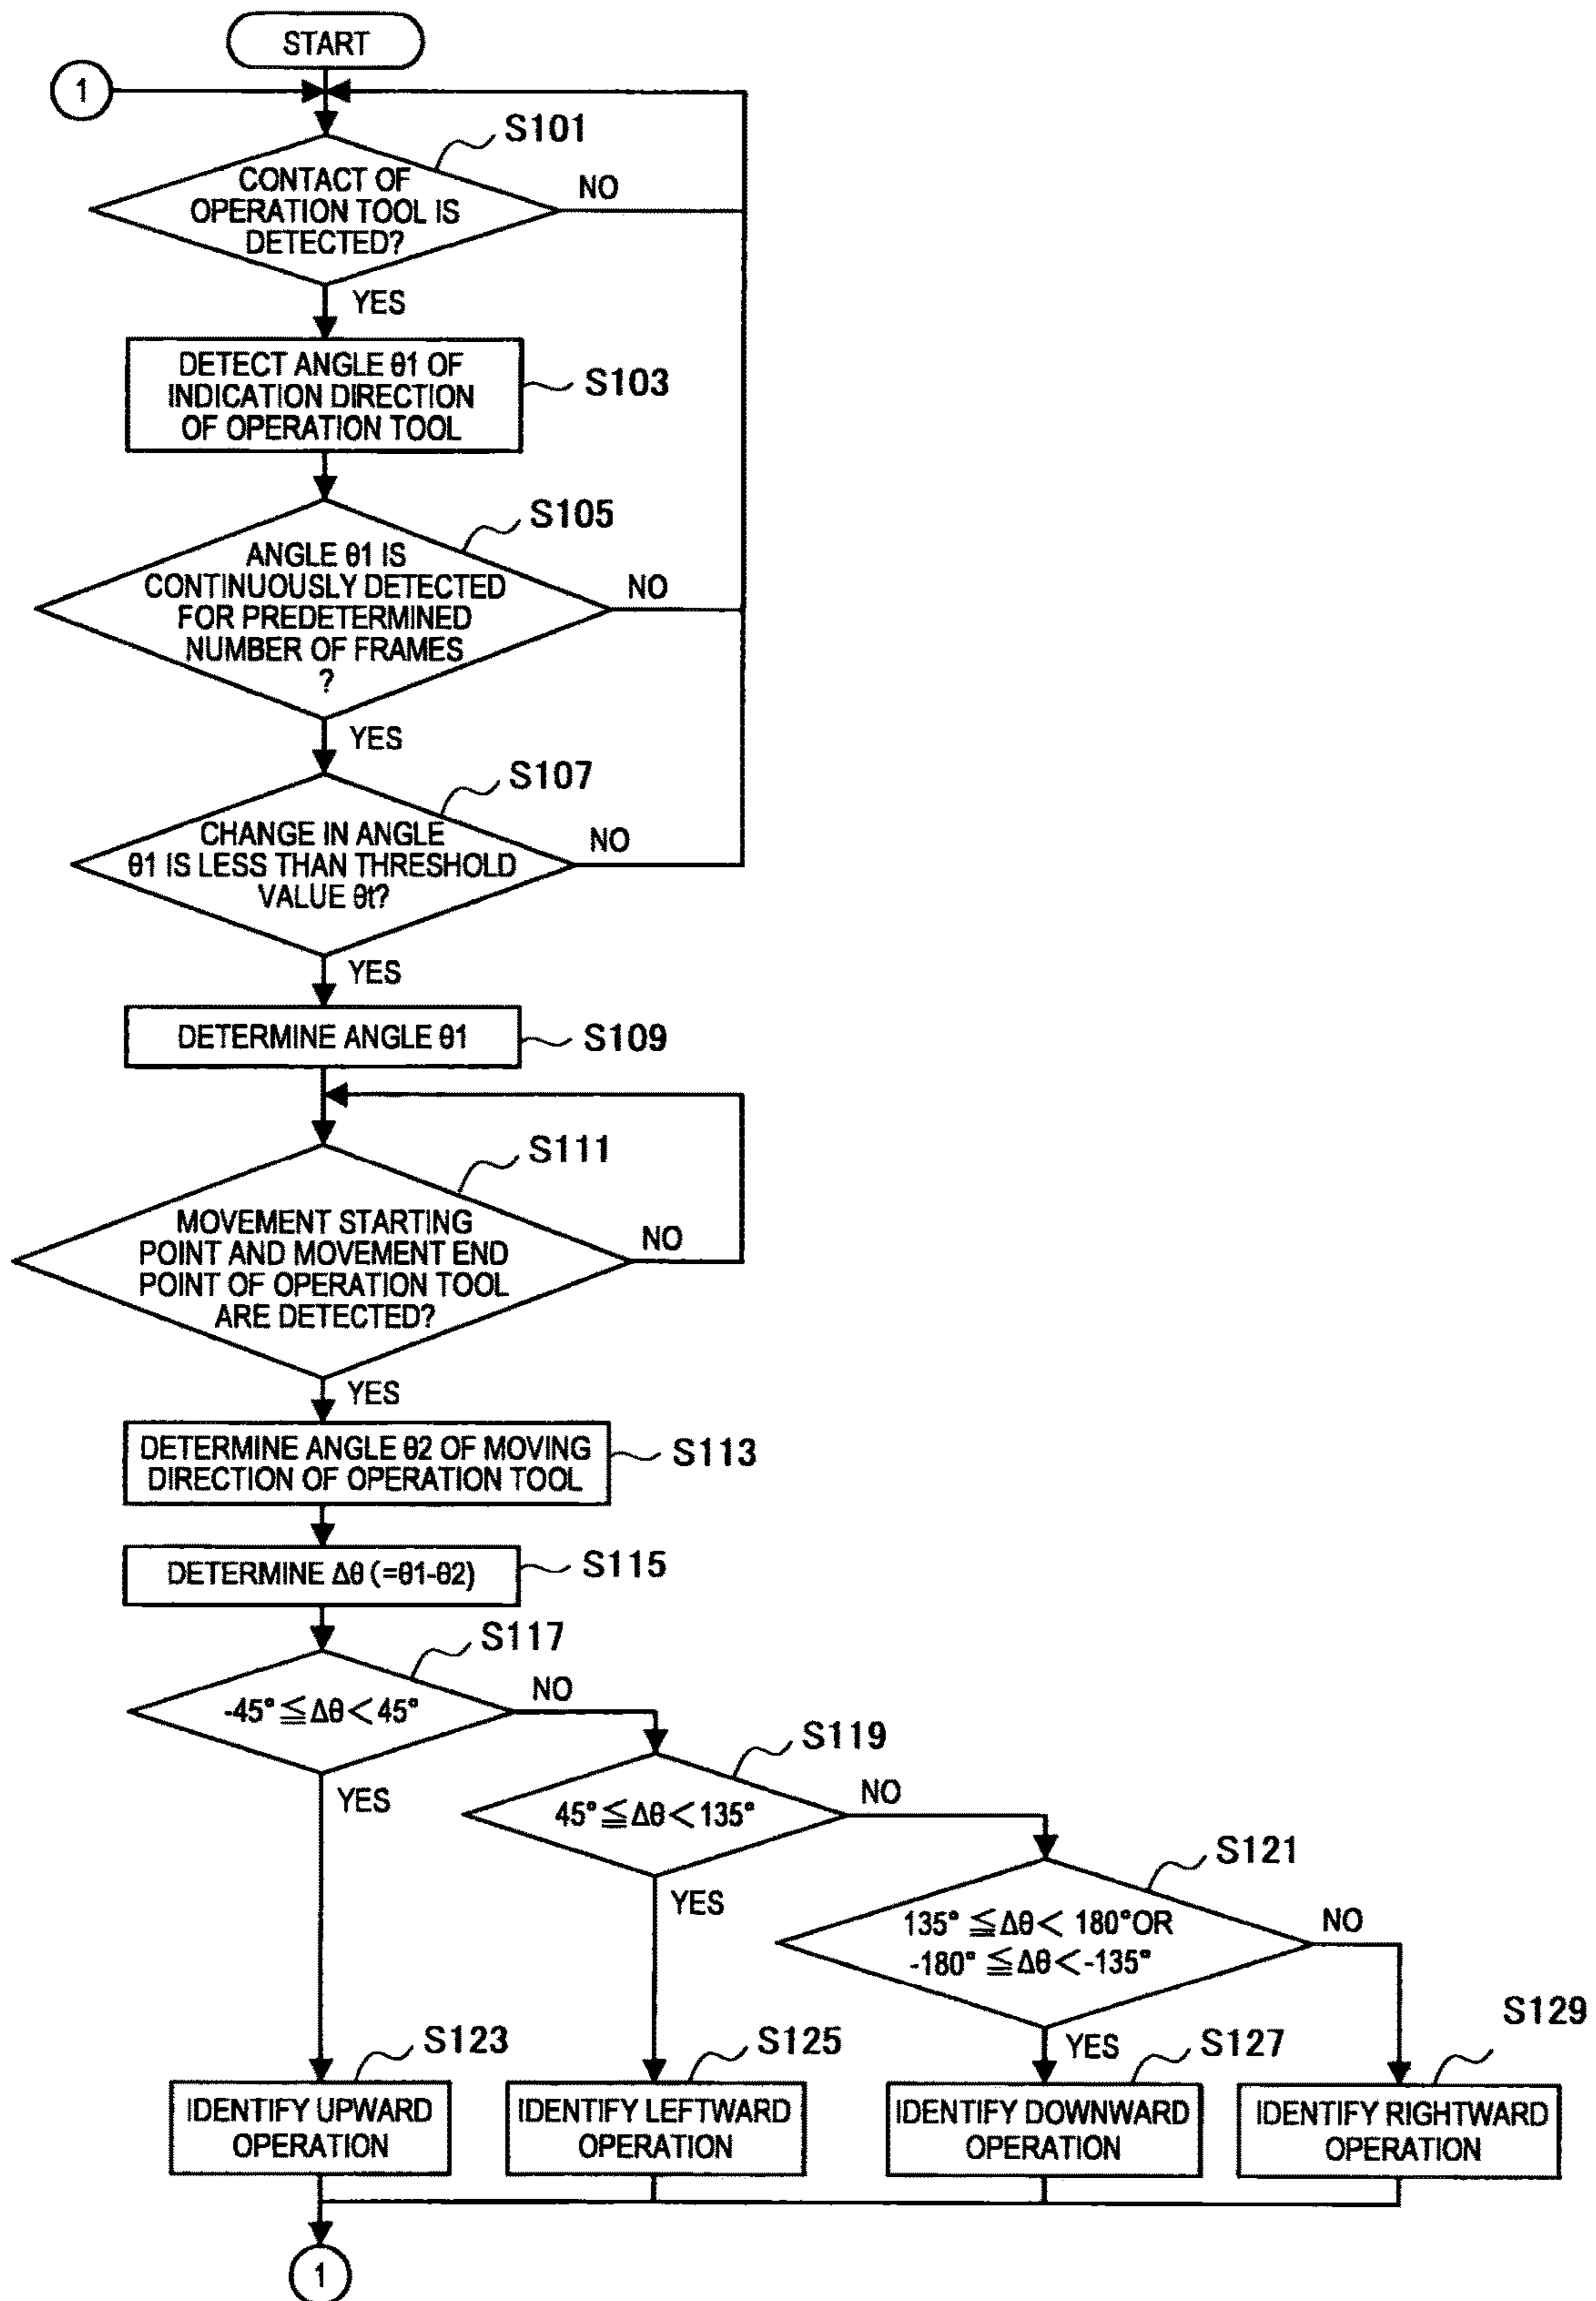 START
1
S101
CONTACT OF
OPERATION TOOL IS
DETECTED?
NO
YES
DETECT ANGLE θ1 OF
INDICATION DIRECTION
OF OPERATION TOOL
S103
S105
ANGLE θ1 IS
CONTINUOUSLY DETECTED
FOR PREDETERMINED
NUMBER OF FRAMES
?
NO
YES
S107
CHANGE IN ANGLE
θ1 IS LESS THAN THRESHOLD
VALUE θt?
NO
YES
DETERMINE ANGLE θ1
S109
S111
MOVEMENT STARTING
POINT AND MOVEMENT END
POINT OF OPERATION TOOL
ARE DETECTED?
NO
YES
DETERMINE ANGLE θ2 OF MOVING
DIRECTION OF OPERATION TOOL
S113
DETERMINE Δθ (=θ1-θ2)
S115
S117
-45° ≦ Δθ < 45°
NO
YES
S119
45° ≦ Δθ < 135°
NO
YES
S121
135° ≦ Δθ < 180° OR
-180° ≦ Δθ < -135°
NO
YES
S123
IDENTIFY UPWARD
OPERATION
S125
IDENTIFY LEFTWARD
OPERATION
S127
IDENTIFY DOWNWARD
OPERATION
S129
IDENTIFY RIGHTWARD
OPERATION
1